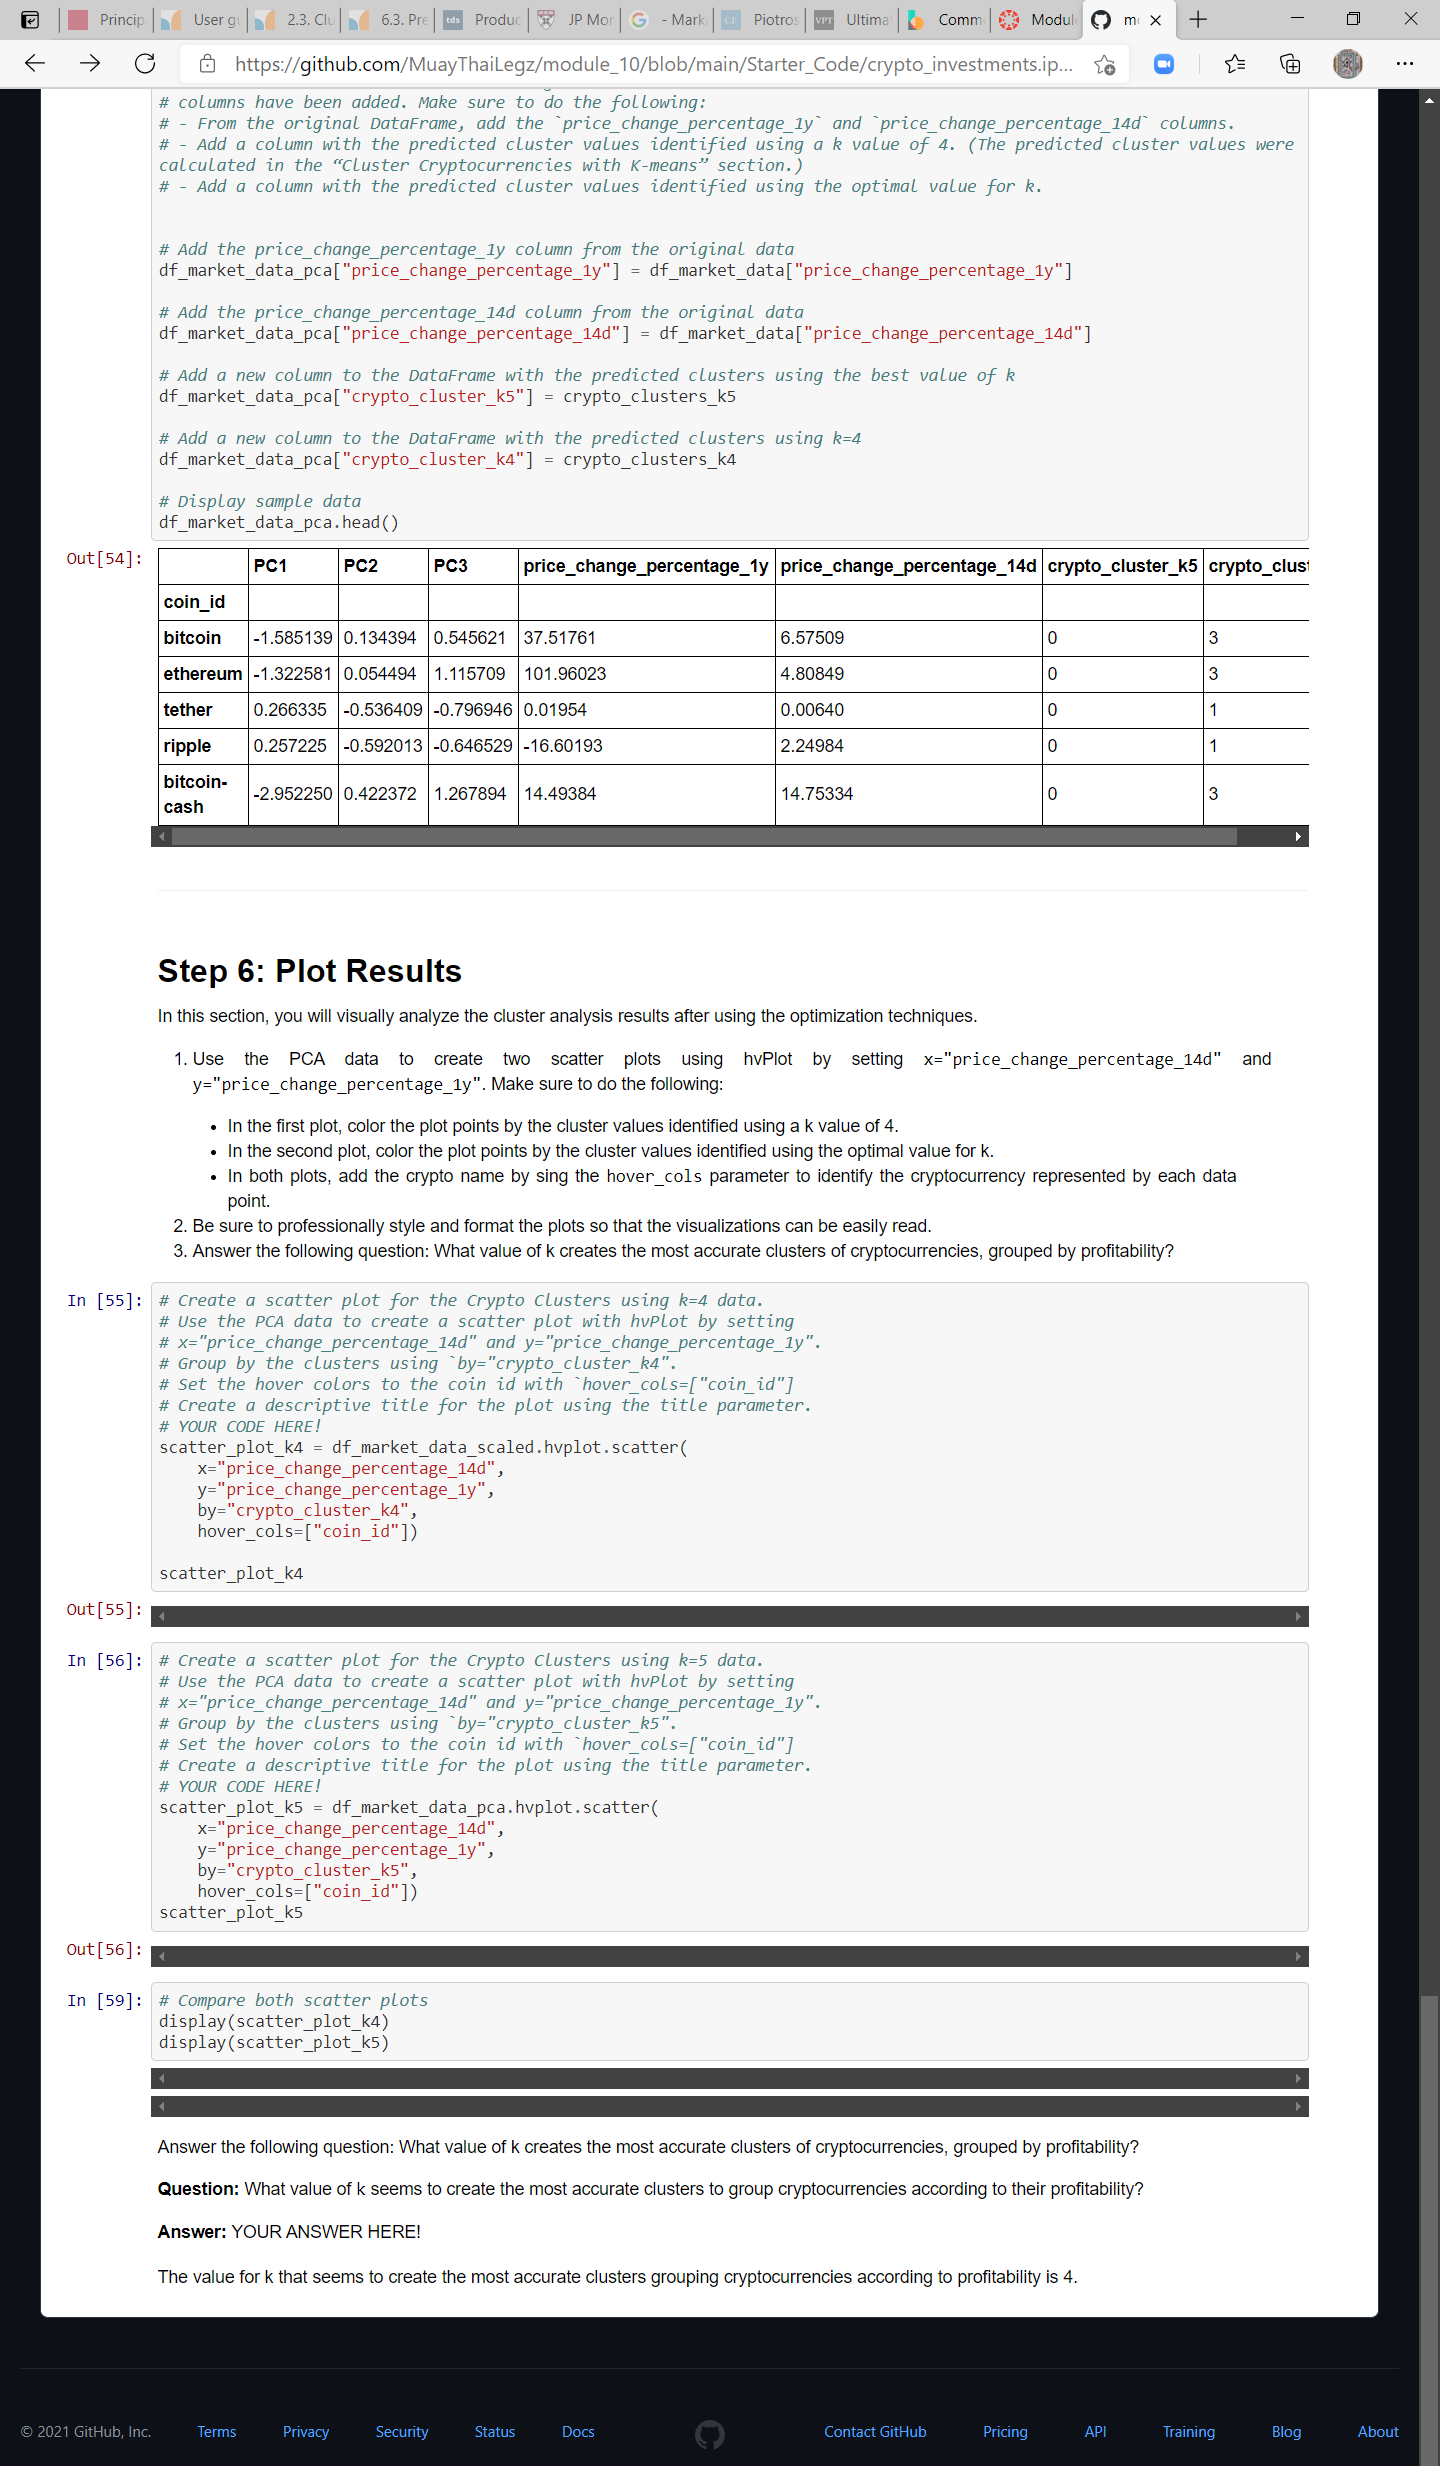 Princip
User gu
2.3. Clu
6.3. Pre
tds Produc
JP Mor
G - Mark
CF Piotros
VPT Ultimat
Comm
Modul
mo
https://github.com/MuayThaiLegz/module_10/blob/main/Starter_Code/crypto_investments.ip...
# columns have been added. Make sure to do the following:
# - From the original DataFrame, add the `price_change_percentage_1y` and `price_change_percentage_14d` columns.
# - Add a column with the predicted cluster values identified using a k value of 4. (The predicted cluster values were
calculated in the “Cluster Cryptocurrencies with K-means” section.)
# - Add a column with the predicted cluster values identified using the optimal value for k.
# Add the price_change_percentage_1y column from the original data
df_market_data_pca["price_change_percentage_1y"] = df_market_data["price_change_percentage_1y"]
# Add the price_change_percentage_14d column from the original data
df_market_data_pca["price_change_percentage_14d"] = df_market_data["price_change_percentage_14d"]
# Add a new column to the DataFrame with the predicted clusters using the best value of k
df_market_data_pca["crypto_cluster_k5"] = crypto_clusters_k5
# Add a new column to the DataFrame with the predicted clusters using k=4
df_market_data_pca["crypto_cluster_k4"] = crypto_clusters_k4
# Display sample data
df_market_data_pca.head()
Out[54]:
PC1 PC2 PC3 price_change_percentage_1y price_change_percentage_14d crypto_cluster_k5 crypto_clust
coin_id
bitcoin -1.585139 0.134394 0.545621 37.51761 6.57509 0 3
ethereum -1.322581 0.054494 1.115709 101.96023 4.80849 0 3
tether 0.266335 -0.536409 -0.796946 0.01954 0.00640 0 1
ripple 0.257225 -0.592013 -0.646529 -16.60193 2.24984 0 1
bitcoin-
cash -2.952250 0.422372 1.267894 14.49384 14.75334 0 3
Step 6: Plot Results
In this section, you will visually analyze the cluster analysis results after using the optimization techniques.
1. Use the PCA data to create two scatter plots using hvPlot by setting x="price_change_percentage_14d" and
y="price_change_percentage_1y". Make sure to do the following:
• In the first plot, color the plot points by the cluster values identified using a k value of 4.
• In the second plot, color the plot points by the cluster values identified using the optimal value for k.
• In both plots, add the crypto name by sing the hover_cols parameter to identify the cryptocurrency represented by each data
point.
2. Be sure to professionally style and format the plots so that the visualizations can be easily read.
3. Answer the following question: What value of k creates the most accurate clusters of cryptocurrencies, grouped by profitability?
In [55]:
# Create a scatter plot for the Crypto Clusters using k=4 data.
# Use the PCA data to create a scatter plot with hvPlot by setting
# x="price_change_percentage_14d" and y="price_change_percentage_1y".
# Group by the clusters using `by="crypto_cluster_k4".
# Set the hover colors to the coin id with `hover_cols=["coin_id"]
# Create a descriptive title for the plot using the title parameter.
# YOUR CODE HERE!
scatter_plot_k4 = df_market_data_scaled.hvplot.scatter(
x="price_change_percentage_14d",
y="price_change_percentage_1y",
by="crypto_cluster_k4",
hover_cols=["coin_id"])
scatter_plot_k4
Out[55]:
In [56]:
# Create a scatter plot for the Crypto Clusters using k=5 data.
# Use the PCA data to create a scatter plot with hvPlot by setting
# x="price_change_percentage_14d" and y="price_change_percentage_1y".
# Group by the clusters using `by="crypto_cluster_k5".
# Set the hover colors to the coin id with `hover_cols=["coin_id"]
# Create a descriptive title for the plot using the title parameter.
# YOUR CODE HERE!
scatter_plot_k5 = df_market_data_pca.hvplot.scatter(
x="price_change_percentage_14d",
y="price_change_percentage_1y",
by="crypto_cluster_k5",
hover_cols=["coin_id"])
scatter_plot_k5
Out[56]:
In [59]:
# Compare both scatter plots
display(scatter_plot_k4)
display(scatter_plot_k5)
Answer the following question: What value of k creates the most accurate clusters of cryptocurrencies, grouped by profitability?
Question: What value of k seems to create the most accurate clusters to group cryptocurrencies according to their profitability?
Answer: YOUR ANSWER HERE!
The value for k that seems to create the most accurate clusters grouping cryptocurrencies according to profitability is 4.
© 2021 GitHub, Inc. Terms Privacy Security Status Docs Contact GitHub Pricing API Training Blog About